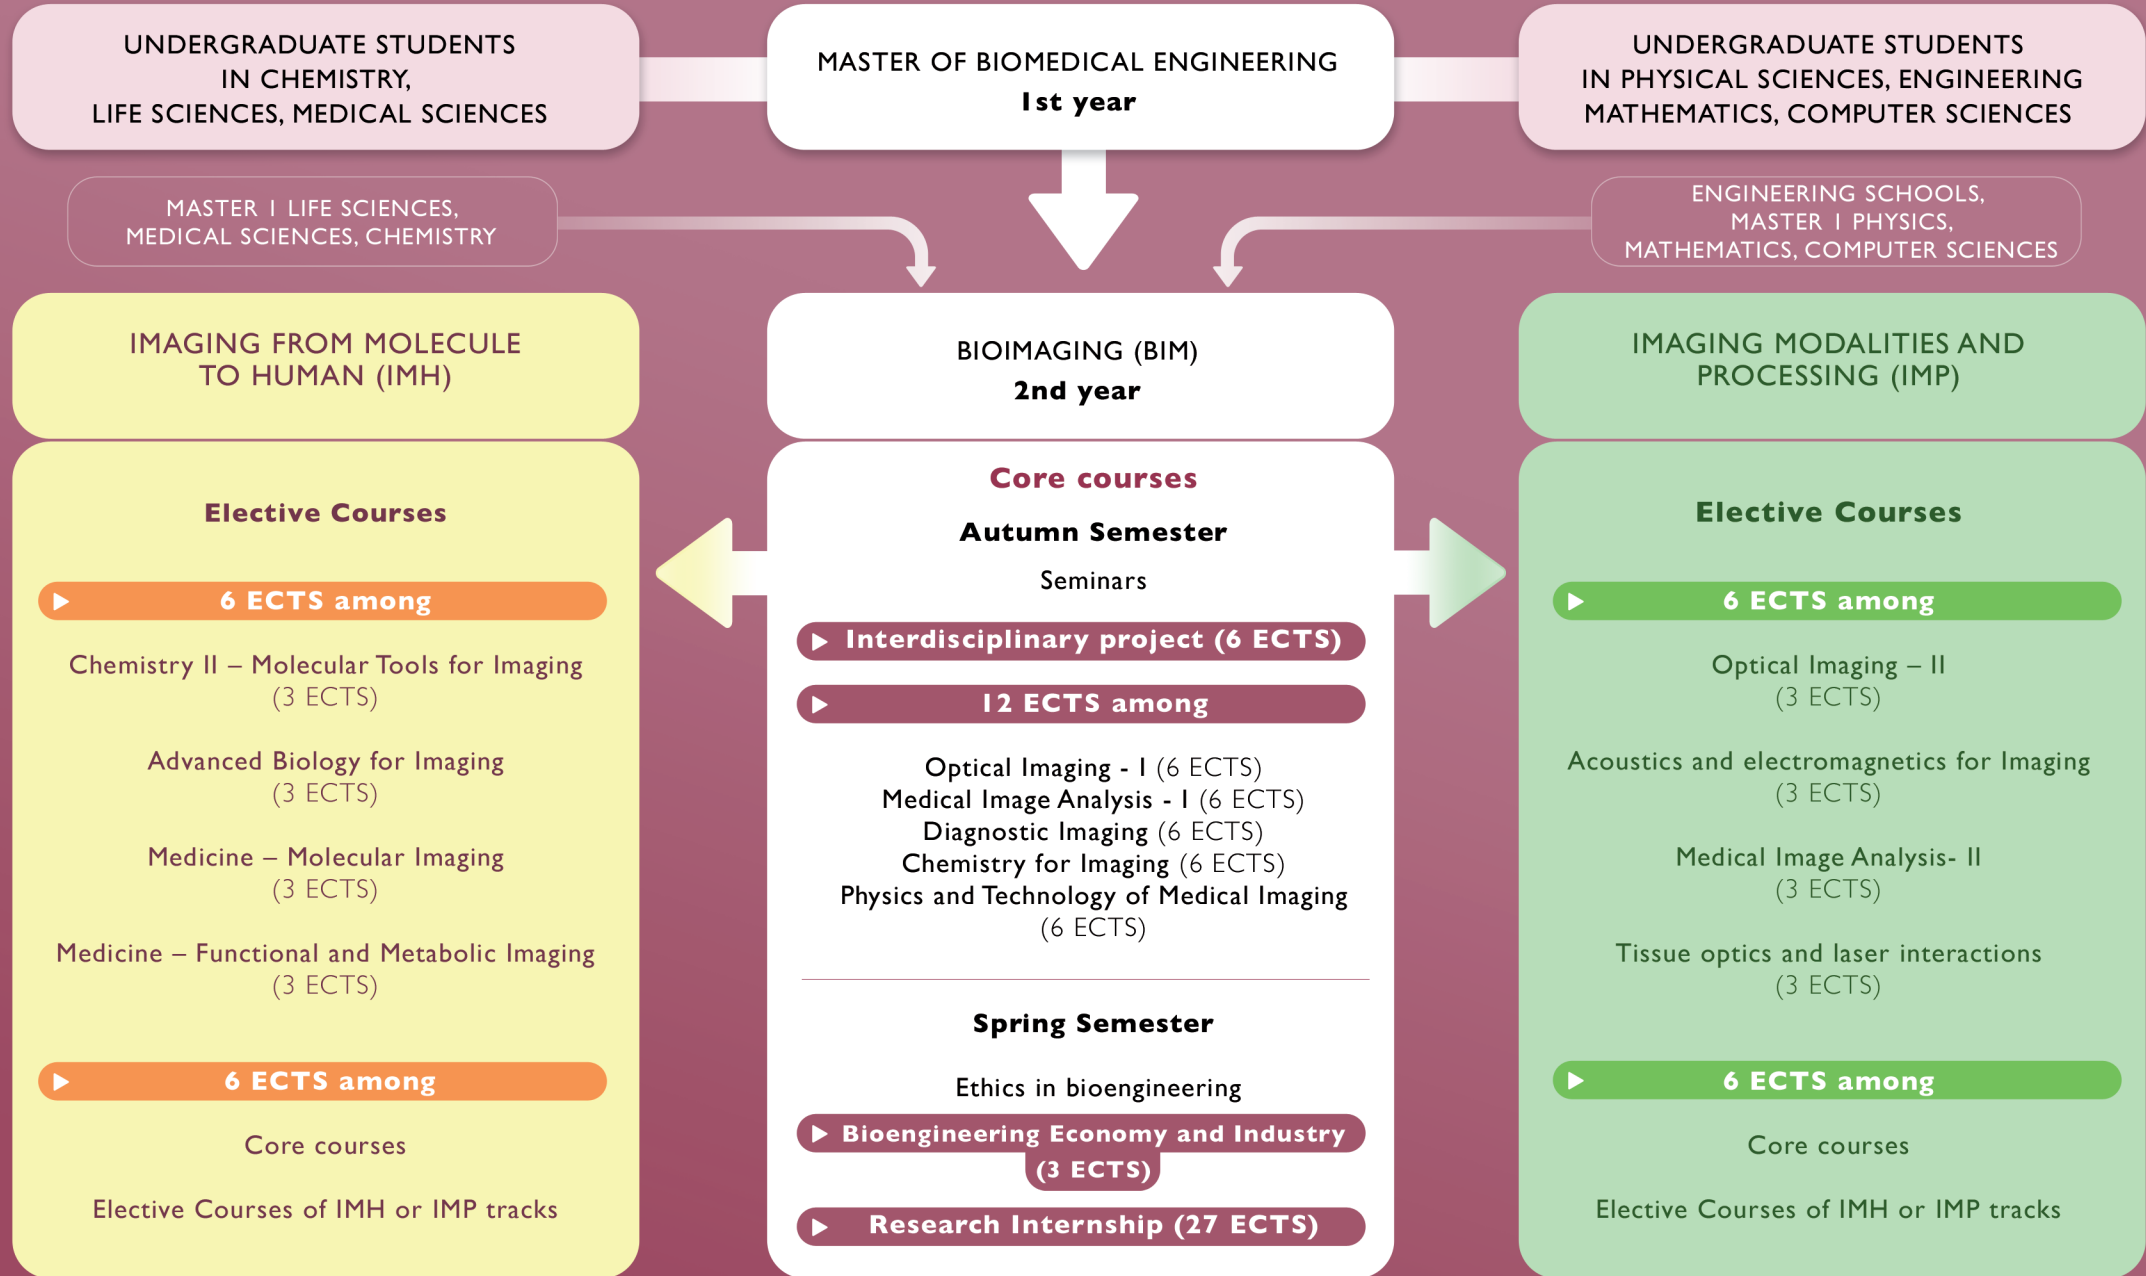 UNDERGRADUATE STUDENTS
IN CHEMISTRY,
LIFE SCIENCES, MEDICAL SCIENCES
MASTER OF BIOMEDICAL ENGINEERING
1st year
UNDERGRADUATE STUDENTS
IN PHYSICAL SCIENCES, ENGINEERING
MATHEMATICS, COMPUTER SCIENCES
MASTER 1 LIFE SCIENCES,
MEDICAL SCIENCES, CHEMISTRY
ENGINEERING SCHOOLS,
MASTER 1 PHYSICS,
MATHEMATICS, COMPUTER SCIENCES
IMAGING FROM MOLECULE
TO HUMAN (IMH)
BIOIMAGING (BIM)
2nd year
IMAGING MODALITIES AND
PROCESSING (IMP)
Elective Courses
6 ECTS among
Chemistry II – Molecular Tools for Imaging
(3 ECTS)
Advanced Biology for Imaging
(3 ECTS)
Medicine – Molecular Imaging
(3 ECTS)
Medicine – Functional and Metabolic Imaging
(3 ECTS)
6 ECTS among
Core courses
Elective Courses of IMH or IMP tracks
Core courses
Autumn Semester
Seminars
Interdisciplinary project (6 ECTS)
12 ECTS among
Optical Imaging - I (6 ECTS)
Medical Image Analysis - I (6 ECTS)
Diagnostic Imaging (6 ECTS)
Chemistry for Imaging (6 ECTS)
Physics and Technology of Medical Imaging
(6 ECTS)
Spring Semester
Ethics in bioengineering
Bioengineering Economy and Industry
(3 ECTS)
Research Internship (27 ECTS)
Elective Courses
6 ECTS among
Optical Imaging – II
(3 ECTS)
Acoustics and electromagnetics for Imaging
(3 ECTS)
Medical Image Analysis- II
(3 ECTS)
Tissue optics and laser interactions
(3 ECTS)
6 ECTS among
Core courses
Elective Courses of IMH or IMP tracks